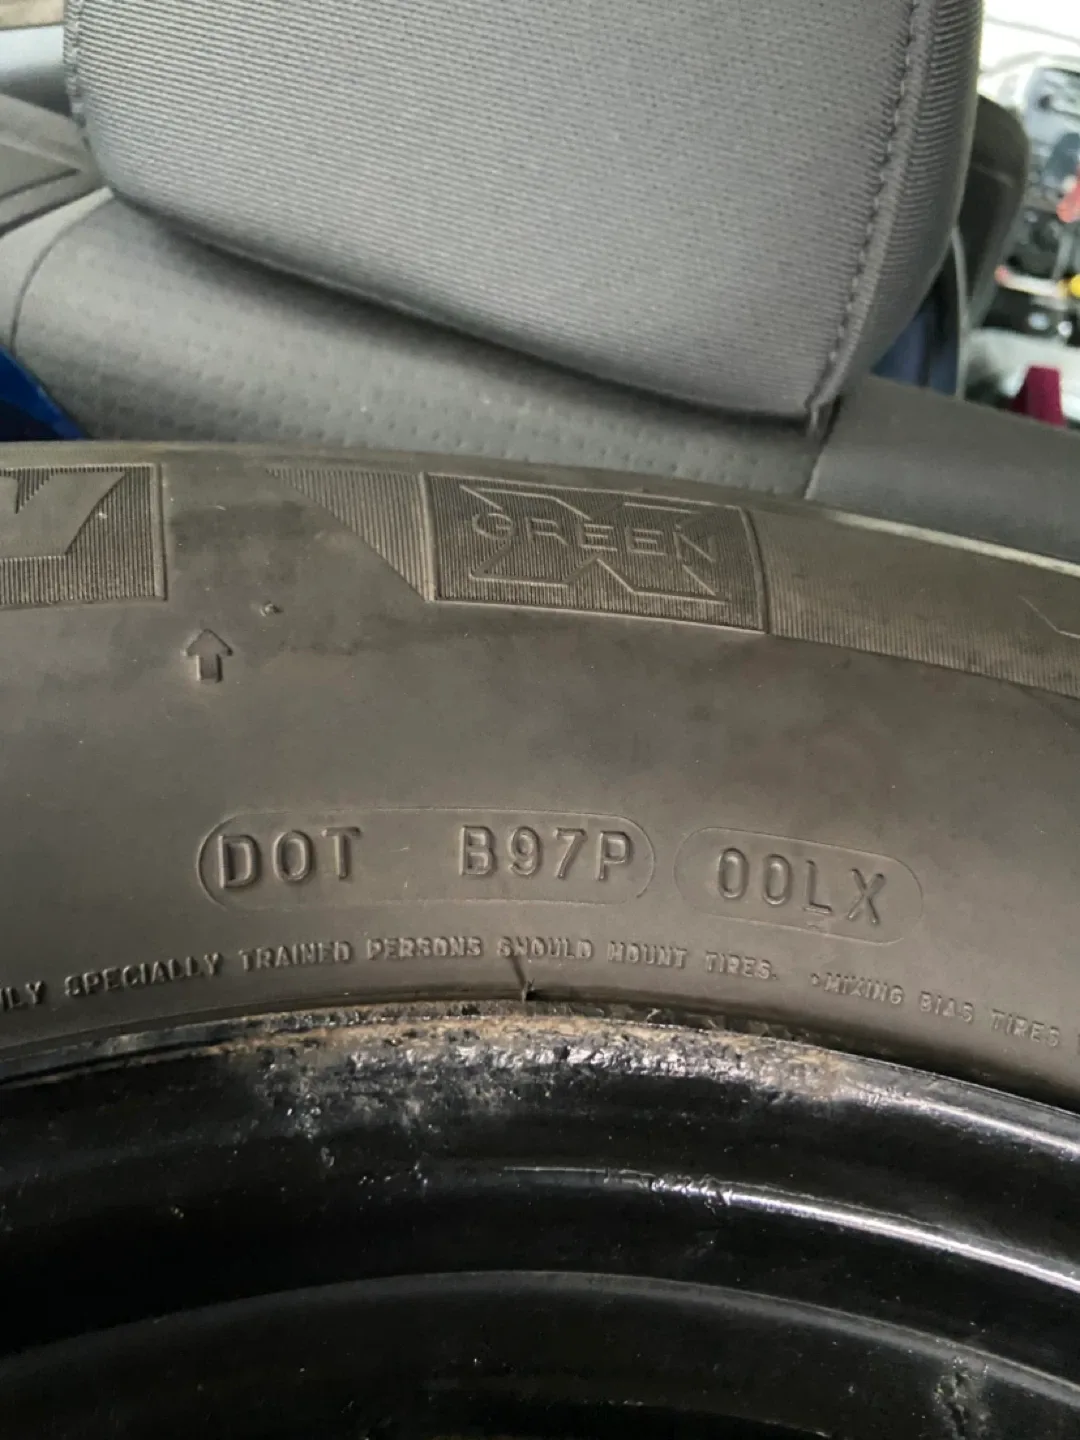 GREEN X
DOT B97P 00LX
SPECIALLY TRAINED PERSONS SHOULD MOUNT TIRES. •MIXING BIAS TIRES